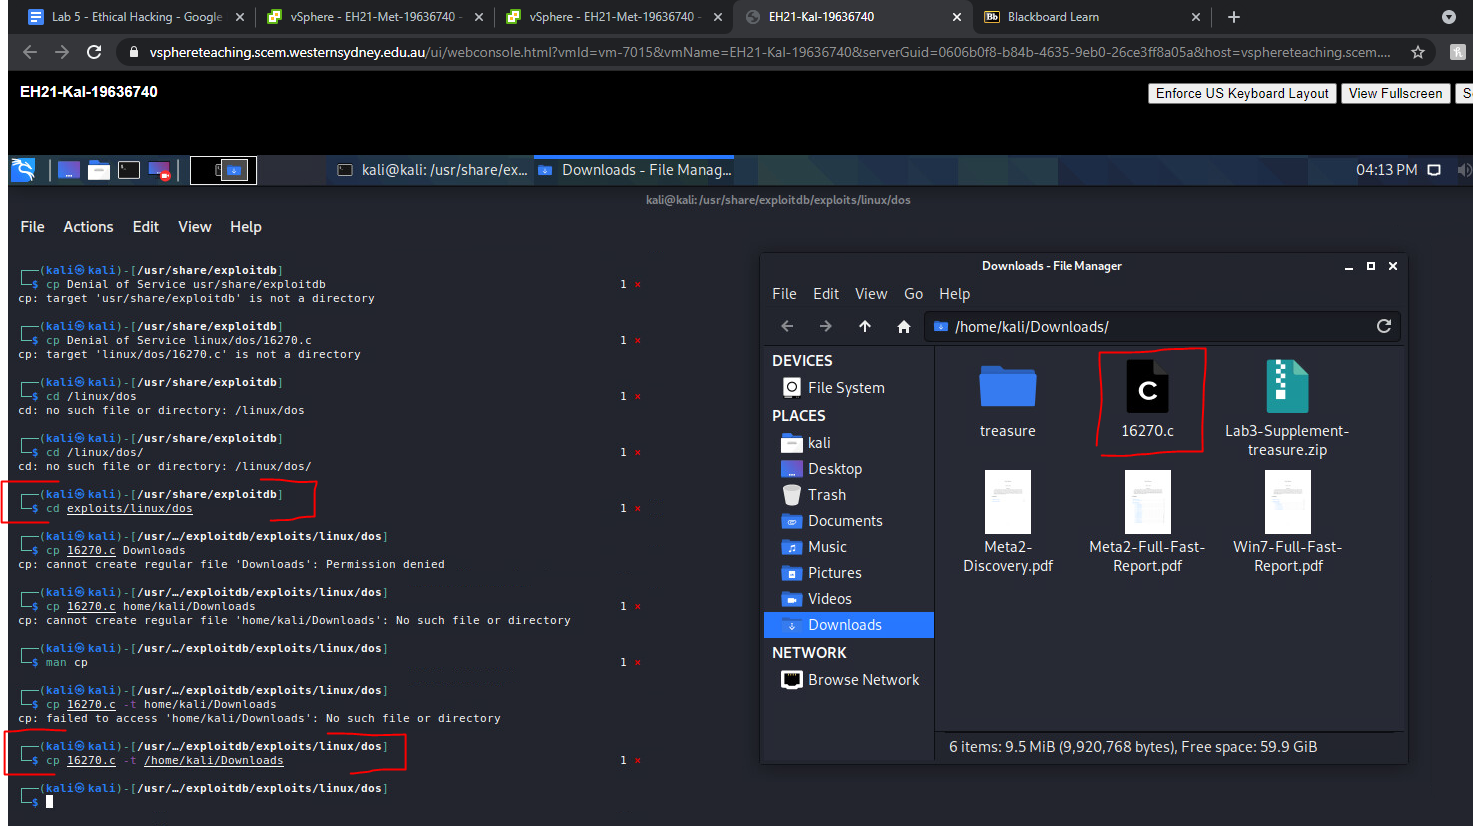 Lab 5 - Ethical Hacking - Google
vSphere - EH21-Met-19636740 -
vSphere - EH21-Met-19636740 -
EH21-Kal-19636740
Bb Blackboard Learn
vsphereteaching.scem.westernsydney.edu.au/ui/webconsole.html?vmId=vm-7015&vmName=EH21-Kal-19636740&serverGuid=0606b0f8-b84b-4635-9eb0-26ce3ff8a05a&host=vsphereteaching.scem....
EH21-Kal-19636740
Enforce US Keyboard Layout
View Fullscreen
S
kali@kali: /usr/share/ex...
Downloads - File Manag...
04:13 PM
kali@kali: /usr/share/exploitdb/exploits/linux/dos
File Actions Edit View Help
(kali㉿kali)-[/usr/share/exploitdb]
$ cp Denial of Service usr/share/exploitdb 1 ⨯
cp: target 'usr/share/exploitdb' is not a directory
(kali㉿kali)-[/usr/share/exploitdb]
$ cp Denial of Service linux/dos/16270.c 1 ⨯
cp: target 'linux/dos/16270.c' is not a directory
(kali㉿kali)-[/usr/share/exploitdb]
$ cd /linux/dos 1 ⨯
cd: no such file or directory: /linux/dos
(kali㉿kali)-[/usr/share/exploitdb]
$ cd /linux/dos/ 1 ⨯
cd: no such file or directory: /linux/dos/
(kali㉿kali)-[/usr/share/exploitdb]
$ cd exploits/linux/dos 1 ⨯
(kali㉿kali)-[/usr/…/exploitdb/exploits/linux/dos]
$ cp 16270.c Downloads
cp: cannot create regular file 'Downloads': Permission denied
(kali㉿kali)-[/usr/…/exploitdb/exploits/linux/dos]
$ cp 16270.c home/kali/Downloads 1 ⨯
cp: cannot create regular file 'home/kali/Downloads': No such file or directory
(kali㉿kali)-[/usr/…/exploitdb/exploits/linux/dos]
$ man cp 1 ⨯
(kali㉿kali)-[/usr/…/exploitdb/exploits/linux/dos]
$ cp 16270.c -t home/kali/Downloads
cp: failed to access 'home/kali/Downloads': No such file or directory
(kali㉿kali)-[/usr/…/exploitdb/exploits/linux/dos]
$ cp 16270.c -t /home/kali/Downloads 1 ⨯
(kali㉿kali)-[/usr/…/exploitdb/exploits/linux/dos]
$
Downloads - File Manager
File Edit View Go Help
/home/kali/Downloads/
DEVICES
File System
PLACES
kali
Desktop
Trash
Documents
Music
Pictures
Videos
Downloads
NETWORK
Browse Network
treasure
C
16270.c
Lab3-Supplement-
treasure.zip
Meta2-
Discovery.pdf
Meta2-Full-Fast-
Report.pdf
Win7-Full-Fast-
Report.pdf
6 items: 9.5 MiB (9,920,768 bytes), Free space: 59.9 GiB